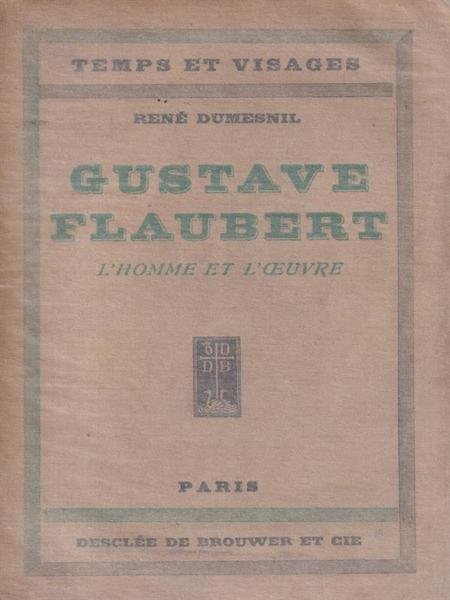 TEMPS ET VISAGES
RENÉ DUMESNIL
GUSTAVE
FLAUBERT
L'HOMME ET L'ŒUVRE
D D
D B
PARIS
DESCLÉE DE BROUWER ET CIE